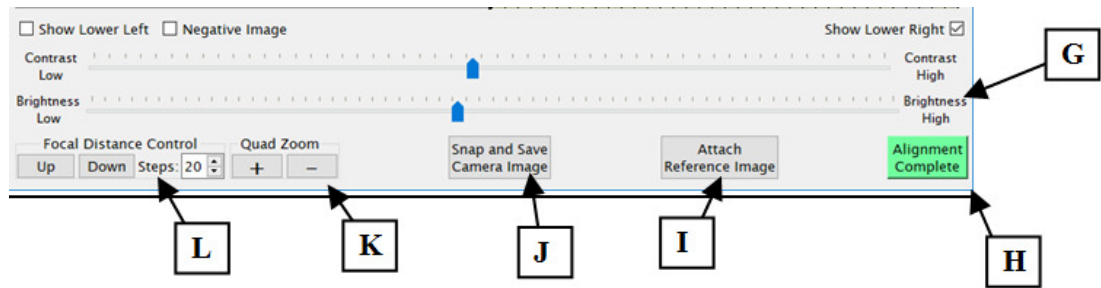 Show Lower Left Negative Image Show Lower Right
Contrast Low Contrast High
Brightness Low Brightness High
G
Focal Distance Control Quad Zoom
Up Down Steps: 20 + –
Snap and Save
Camera Image
Attach
Reference Image
Alignment
Complete
L
K
J
I
H